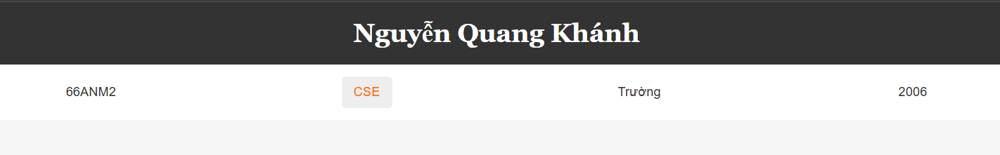 Nguyễn Quang Khánh
66ANM2 CSE Trường 2006